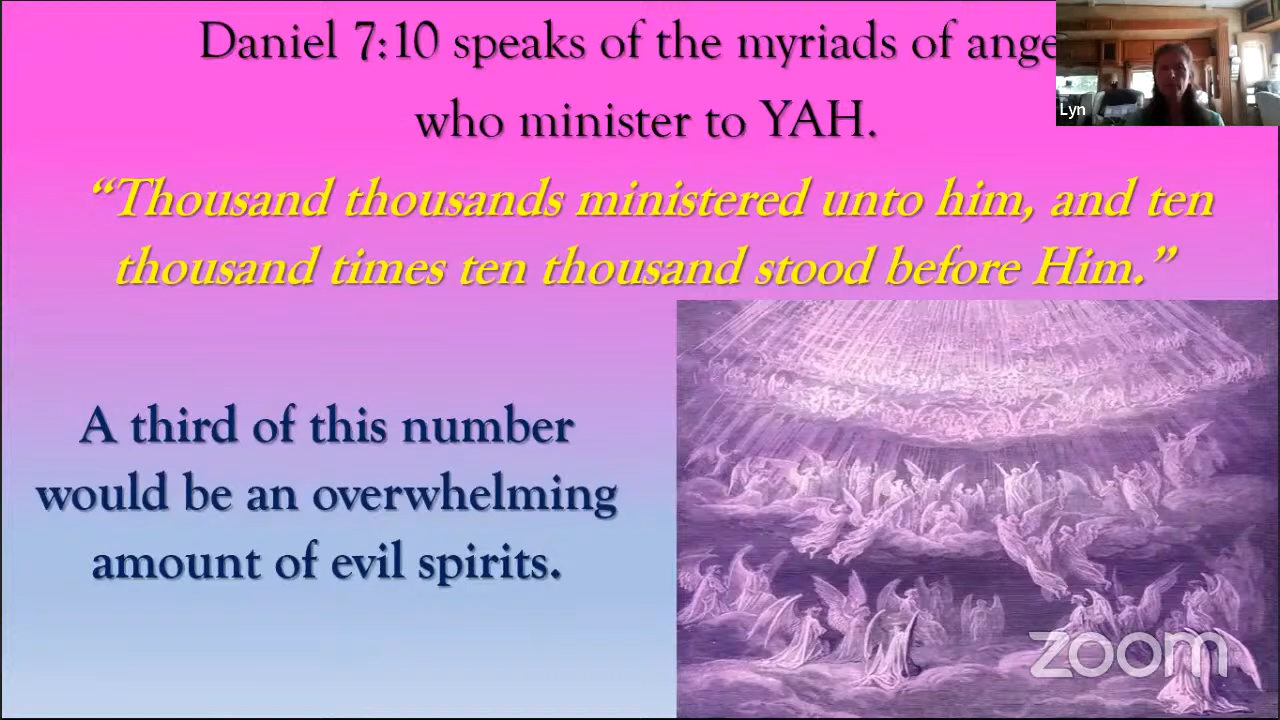 Daniel 7:10 speaks of the myriads of ange
who minister to YAH.
“Thousand thousands ministered unto him, and ten
thousand times ten thousand stood before Him.”
A third of this number
would be an overwhelming
amount of evil spirits.
Lyn
zoom